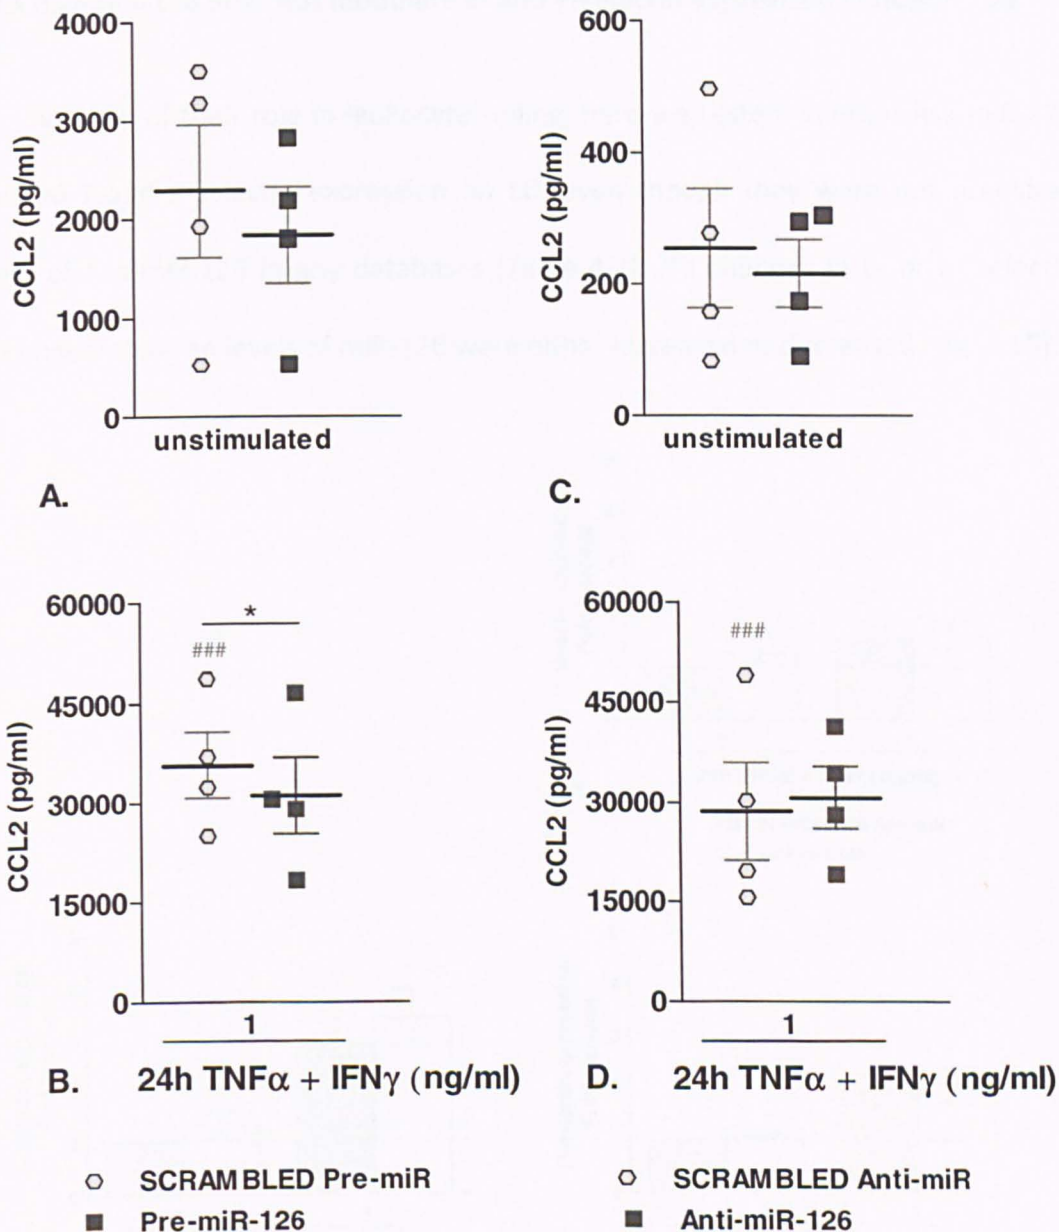 4000
3000
2000
1000
0
CCL2 (pg/ml)
unstimulated
A.
600
400
200
0
CCL2 (pg/ml)
unstimulated
C.
60000
45000
30000
15000
0
CCL2 (pg/ml)
*
###
1
B. 24h TNFα + IFNγ (ng/ml)
60000
45000
30000
15000
0
CCL2 (pg/ml)
###
1
D. 24h TNFα + IFNγ (ng/ml)
SCRAMBLED Pre-miR
Pre-miR-126
SCRAMBLED Anti-miR
Anti-miR-126